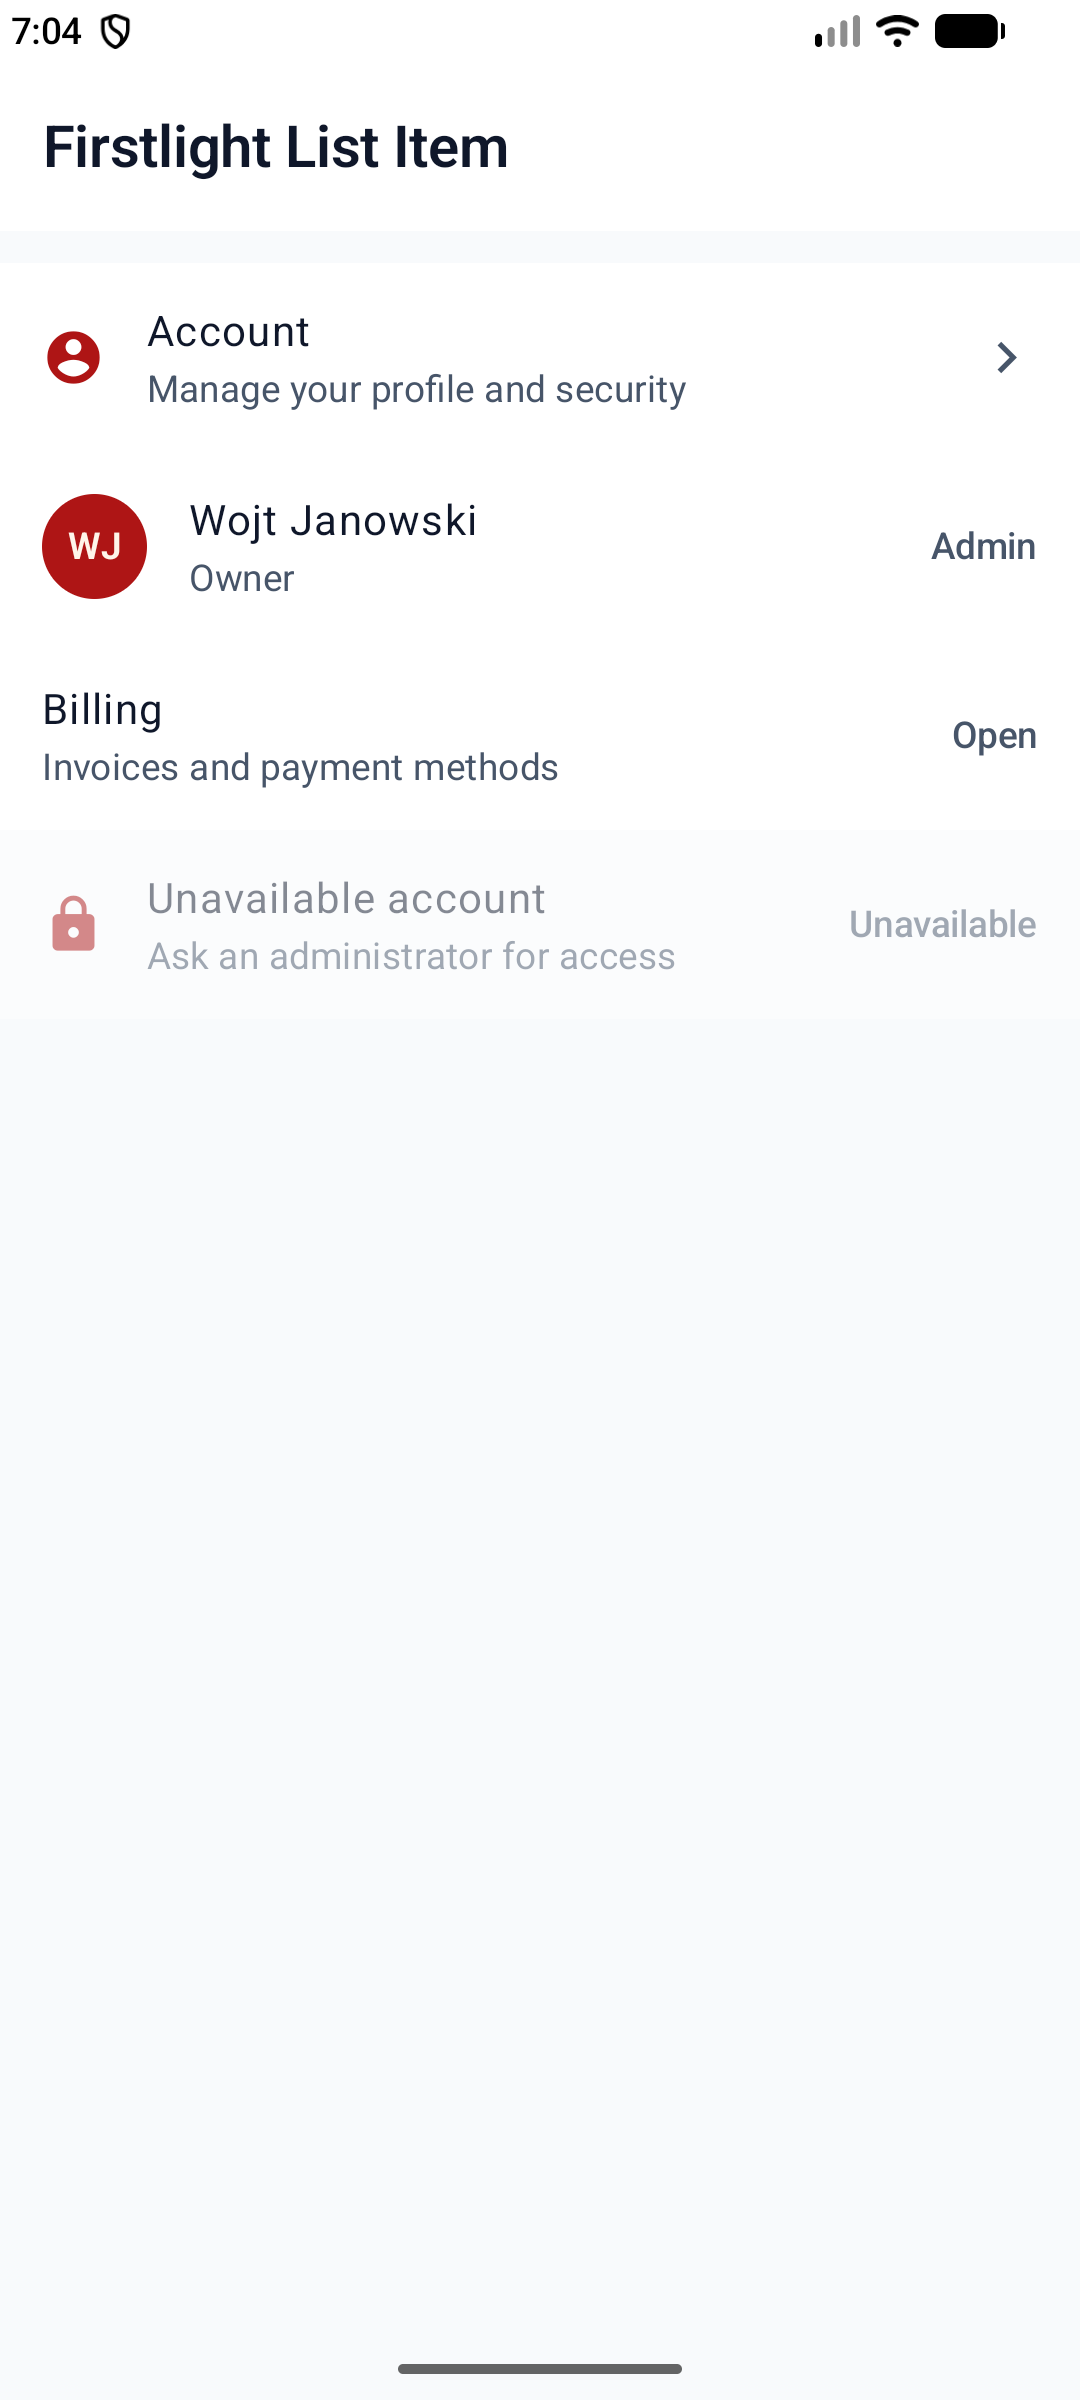 7:04
Firstlight List Item
Account
Manage your profile and security
WJ
Wojt Janowski
Owner
Admin
Billing
Invoices and payment methods
Open
Unavailable account
Ask an administrator for access
Unavailable